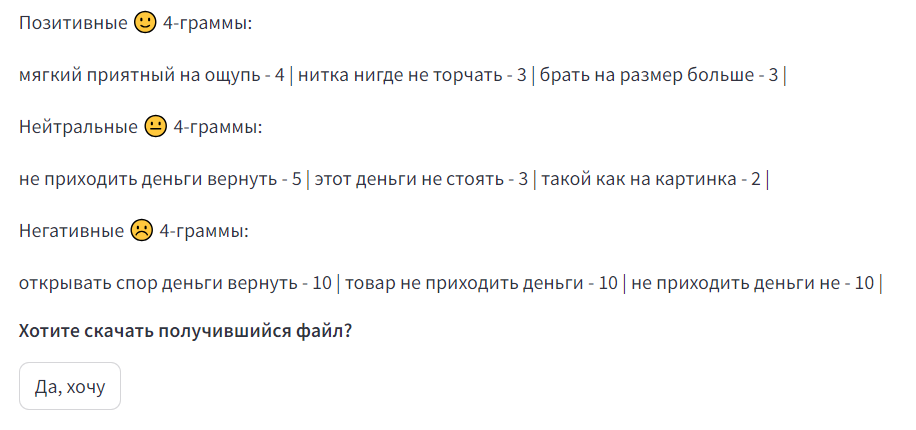 Позитивные 🙂 4-граммы:
мягкий приятный на ощупь - 4 | нитка нигде не торчать - 3 | брать на размер больше - 3 |
Нейтральные 😐 4-граммы:
не приходить деньги вернуть - 5 | этот деньги не стоять - 3 | такой как на картинка - 2 |
Негативные ☹️ 4-граммы:
открывать спор деньги вернуть - 10 | товар не приходить деньги - 10 | не приходить деньги не - 10 |
Хотите скачать получившийся файл?
Да, хочу